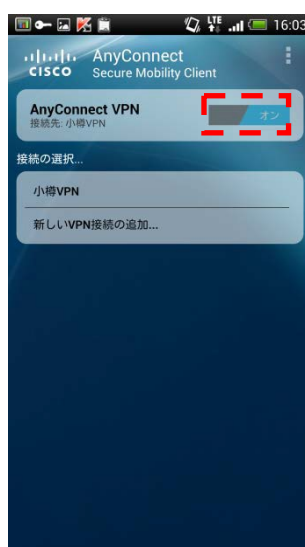 LTE 16:03
CISCO
AnyConnect
Secure Mobility Client
AnyConnect VPN
接続先: 小樽VPN
オン
接続の選択...
小樽VPN
新しいVPN接続の追加...